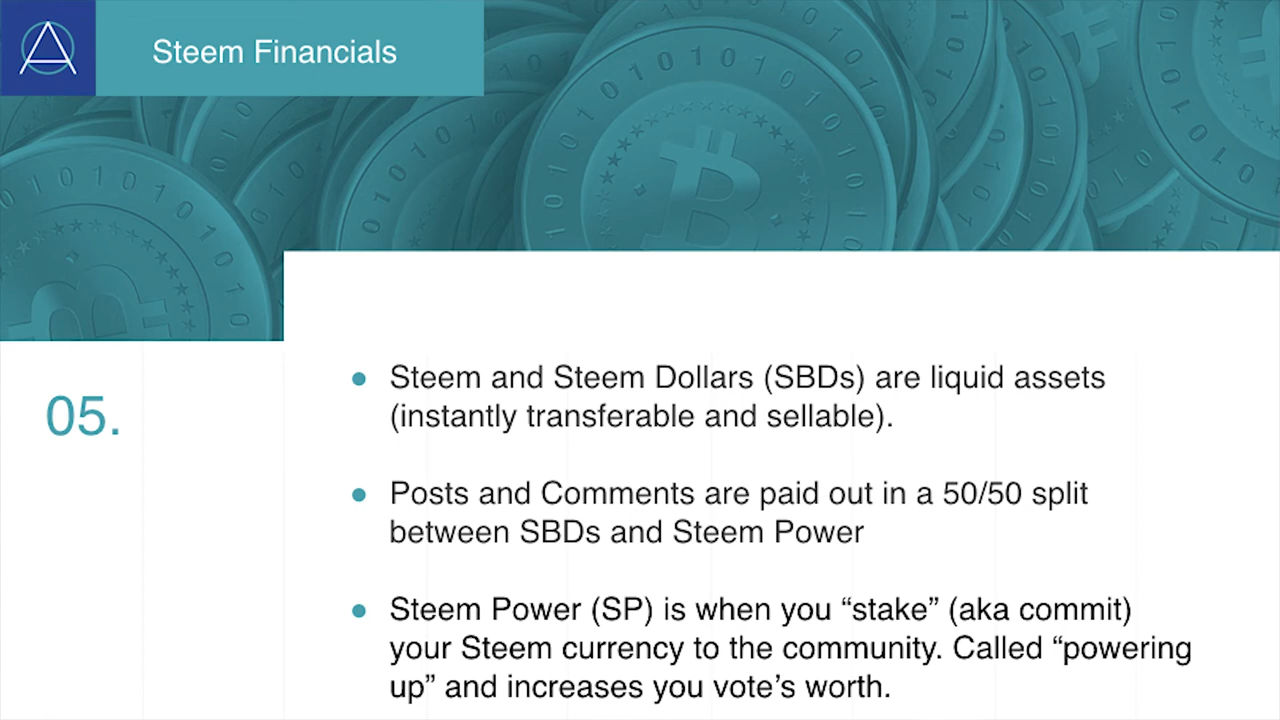 Steem Financials
05.
● Steem and Steem Dollars (SBDs) are liquid assets
(instantly transferable and sellable).
● Posts and Comments are paid out in a 50/50 split
between SBDs and Steem Power
● Steem Power (SP) is when you “stake” (aka commit)
your Steem currency to the community. Called “powering
up” and increases you vote’s worth.